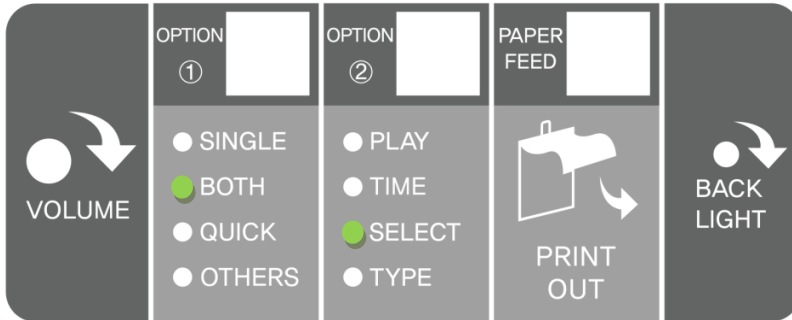 VOLUME
OPTION
①
SINGLE
BOTH
QUICK
OTHERS
OPTION
②
PLAY
TIME
SELECT
TYPE
PAPER
FEED
PRINT
OUT
BACK
LIGHT